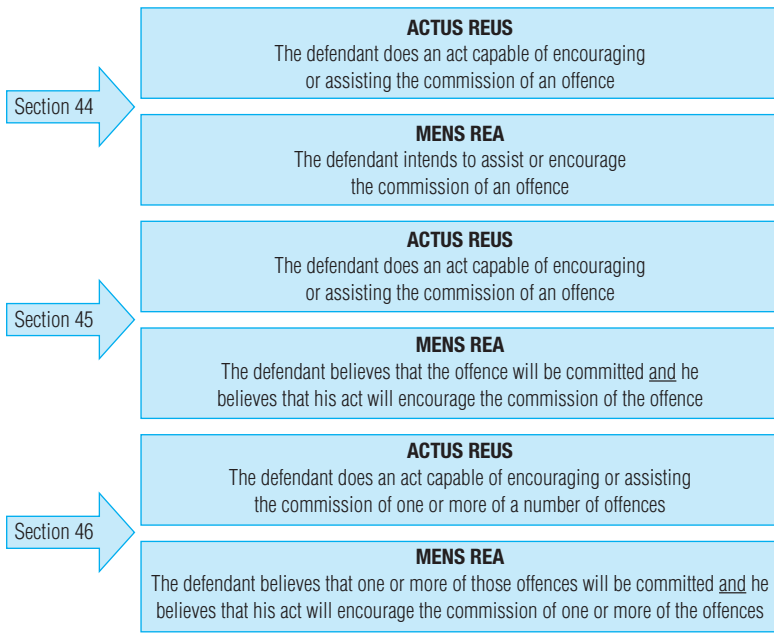 Section 44
ACTUS REUS
The defendant does an act capable of encouraging
or assisting the commission of an offence
MENS REA
The defendant intends to assist or encourage
the commission of an offence
Section 45
ACTUS REUS
The defendant does an act capable of encouraging
or assisting the commission of an offence
MENS REA
The defendant believes that the offence will be committed and he
believes that his act will encourage the commission of the offence
Section 46
ACTUS REUS
The defendant does an act capable of encouraging or assisting
the commission of one or more of a number of offences
MENS REA
The defendant believes that one or more of those offences will be committed and he
believes that his act will encourage the commission of one or more of the offences